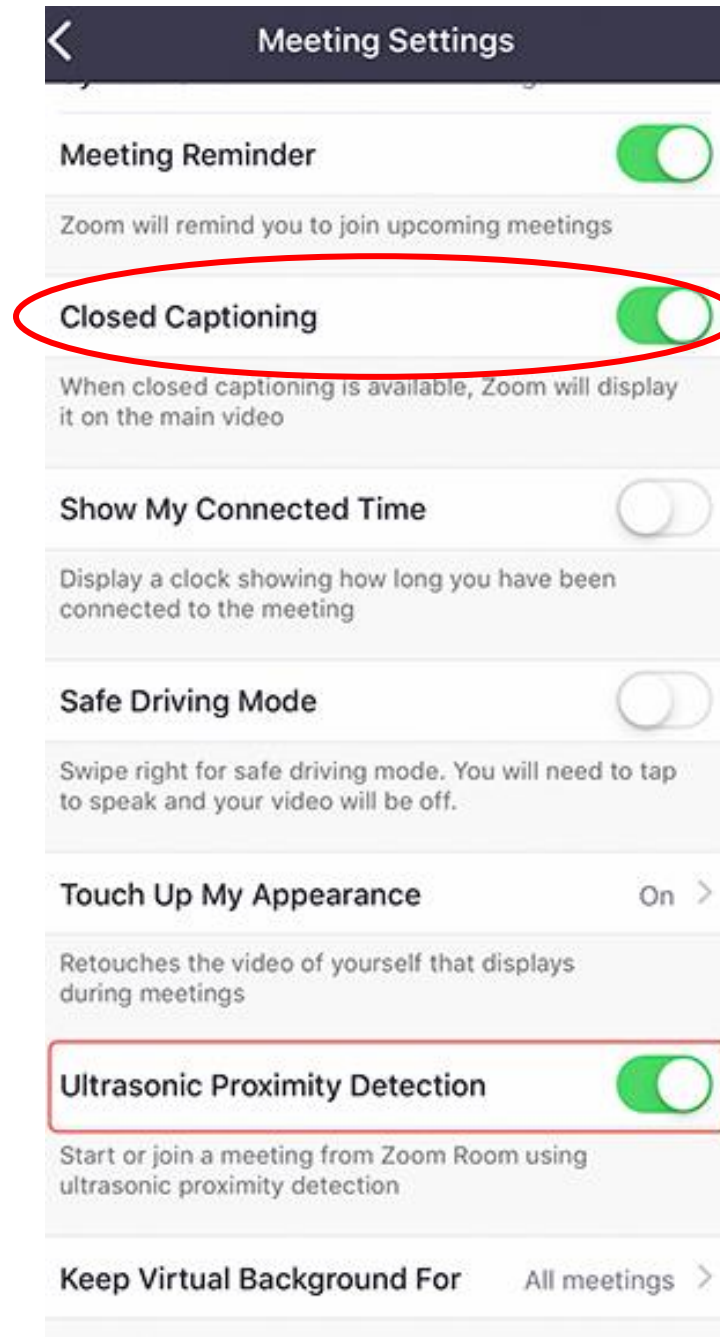 Meeting Settings
Meeting Reminder
Zoom will remind you to join upcoming meetings
Closed Captioning
When closed captioning is available, Zoom will display
it on the main video
Show My Connected Time
Display a clock showing how long you have been
connected to the meeting
Safe Driving Mode
Swipe right for safe driving mode. You will need to tap
to speak and your video will be off.
Touch Up My Appearance On
Retouches the video of yourself that displays
during meetings
Ultrasonic Proximity Detection
Start or join a meeting from Zoom Room using
ultrasonic proximity detection
Keep Virtual Background For All meetings